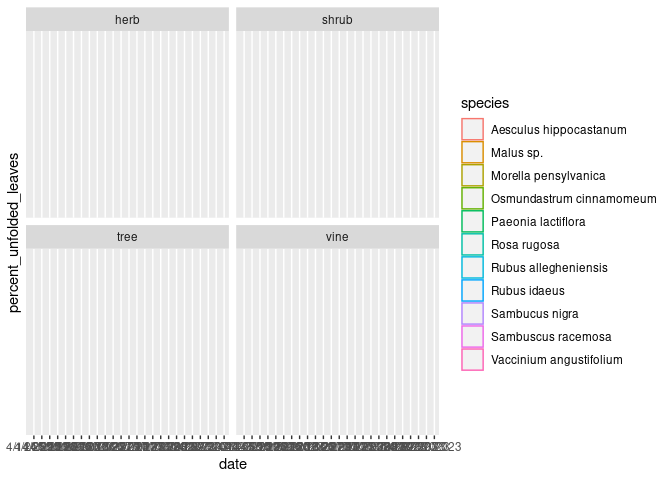 herb
shrub
tree
vine
percent_unfolded_leaves
date
species
Aesculus hippocastanum
Malus sp.
Morella pensylvanica
Osmundastrum cinnamomeum
Paeonia lactiflora
Rosa rugosa
Rubus allegheniensis
Rubus idaeus
Sambucus nigra
Sambuscus racemosa
Vaccinium angustifolium